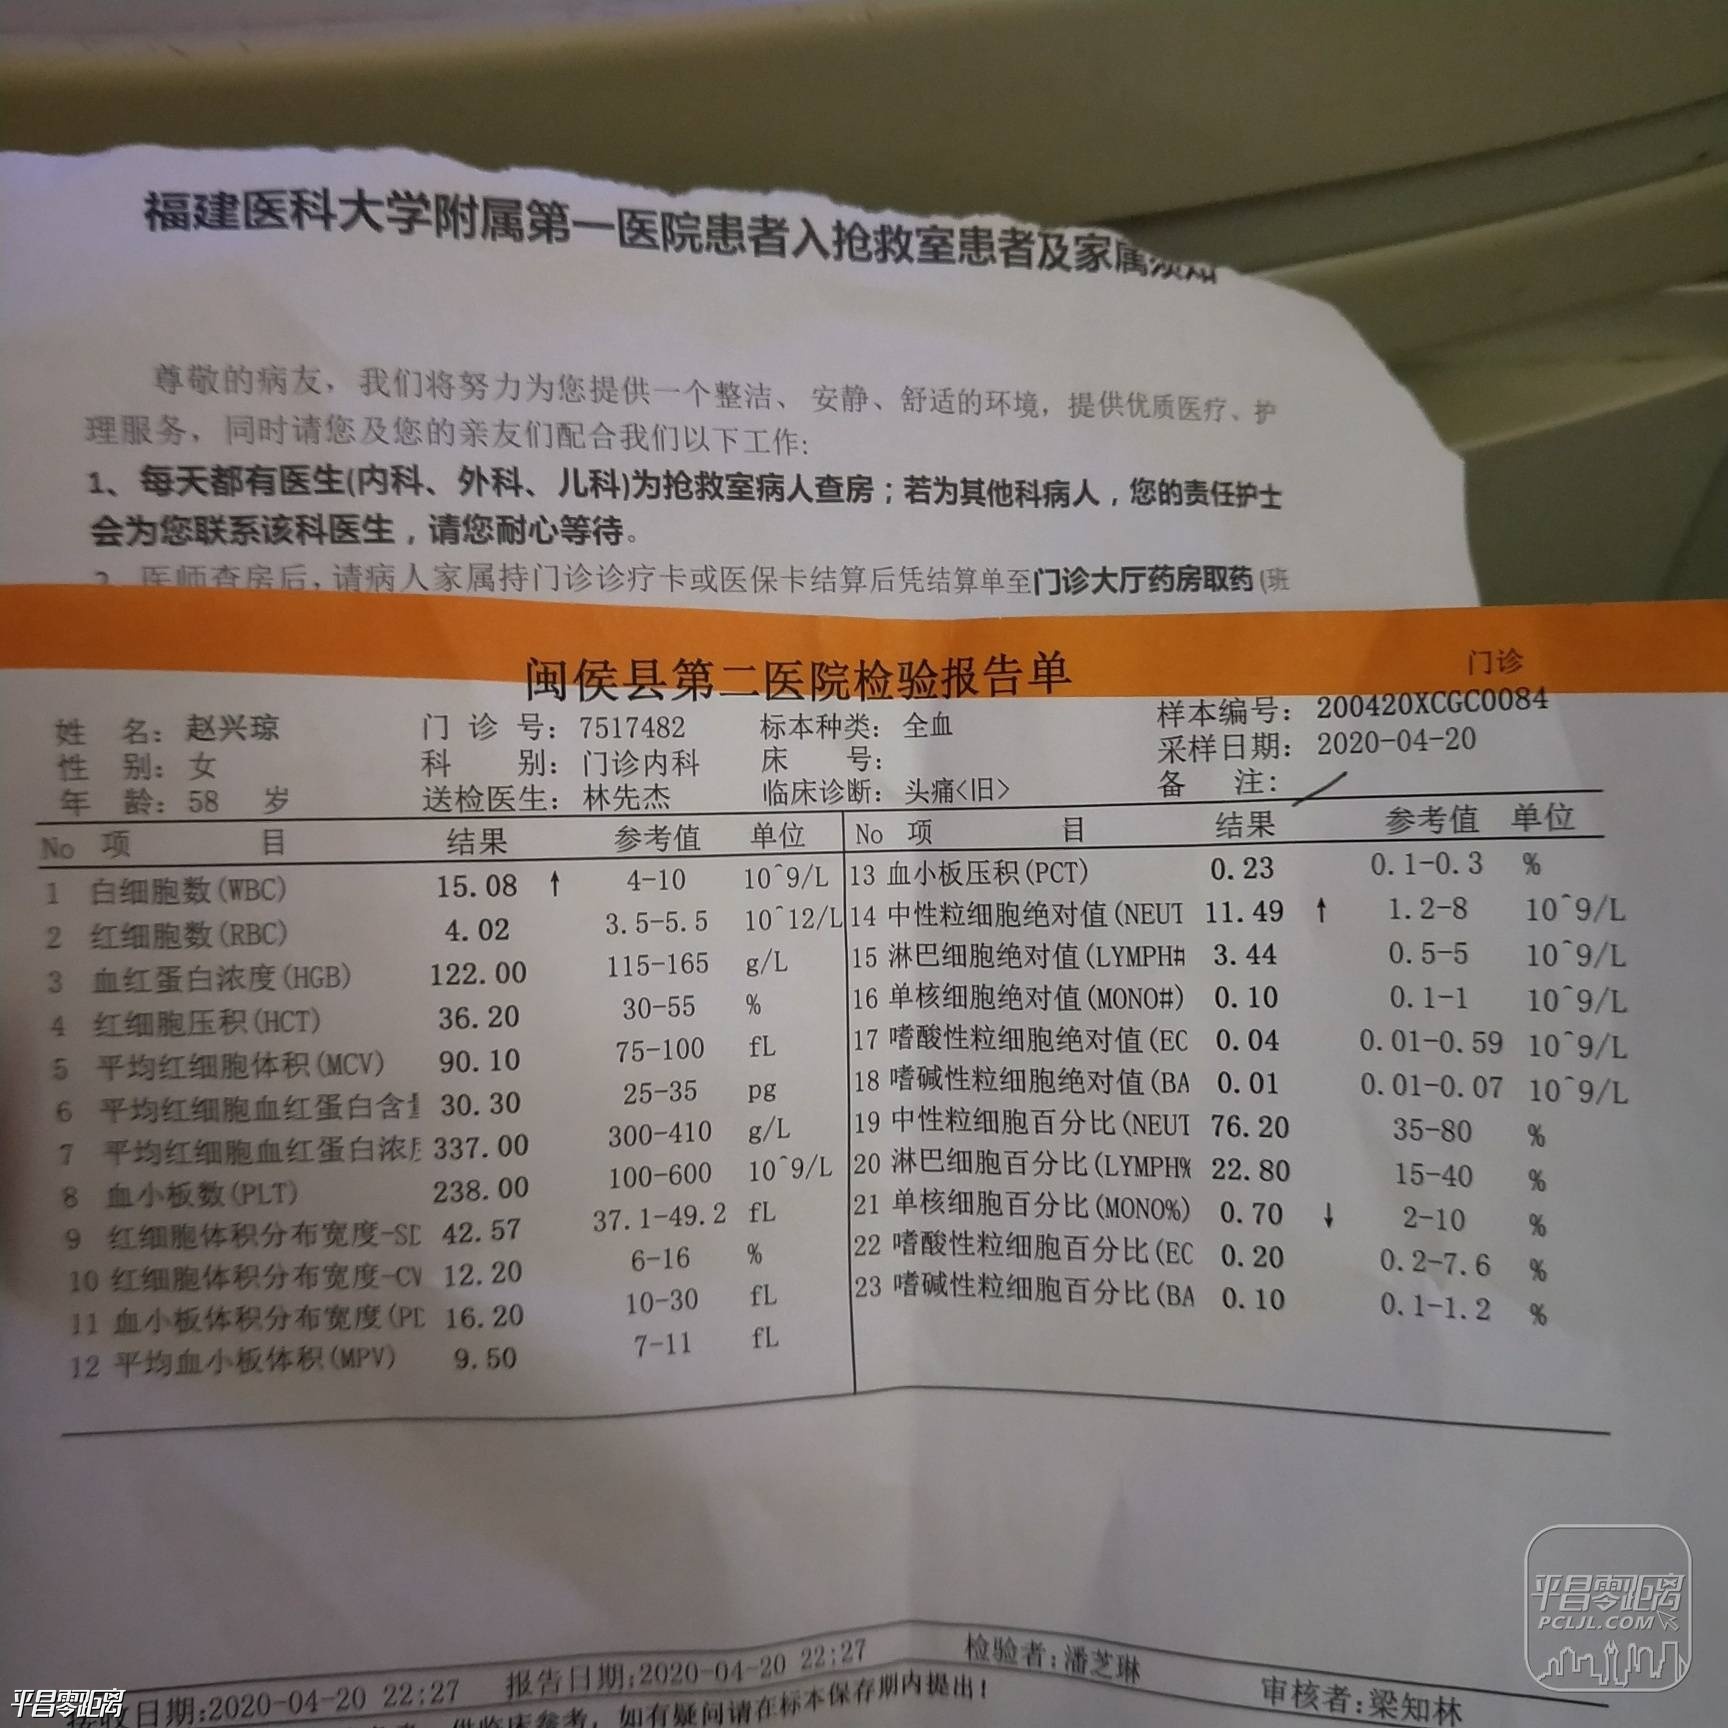 福建医科大学附属第一医院患者入抢救室患者及家属须知
尊敬的病友，我们将努力为您提供一个整洁、安静、舒适的环境，提供优质医疗、护
理服务，同时请您及您的亲友们配合我们以下工作:
1、每天都有医生(内科、外科、儿科)为抢救室病人查房；若为其他科病人，您的责任护士
会为您联系该科医生，请您耐心等待。
2、医师查房后，请病人家属持门诊诊疗卡或医保卡结算后凭结算单至门诊大厅药房取药(班
闽侯县第二医院检验报告单 门诊
姓 名: 赵兴琼 门 诊 号: 7517482 标本种类: 全血 样本编号: 200420XCGC0084
性 别: 女 科 别: 门诊内科 床 号: 采样日期: 2020-04-20
年 龄: 58 岁 送检医生: 林先杰 临床诊断: 头痛<旧> 备 注:
No 项 目 结果 参考值 单位 No 项 目 结果 参考值 单位
1 白细胞数(WBC) 15.08 ↑ 4-10 10^9/L 13 血小板压积(PCT) 0.23 0.1-0.3 %
2 红细胞数(RBC) 4.02 3.5-5.5 10^12/L 14 中性粒细胞绝对值(NEUT 11.49 ↑ 1.2-8 10^9/L
3 血红蛋白浓度(HGB) 122.00 115-165 g/L 15 淋巴细胞绝对值(LYMPH# 3.44 0.5-5 10^9/L
4 红细胞压积(HCT) 36.20 30-55 % 16 单核细胞绝对值(MONO#) 0.10 0.1-1 10^9/L
5 平均红细胞体积(MCV) 90.10 75-100 fL 17 嗜酸性粒细胞绝对值(EO 0.04 0.01-0.59 10^9/L
6 平均红细胞血红蛋白含量 30.30 25-35 pg 18 嗜碱性粒细胞绝对值(BA 0.01 0.01-0.07 10^9/L
7 平均红细胞血红蛋白浓度 337.00 300-410 g/L 19 中性粒细胞百分比(NEUT 76.20 35-80 %
8 血小板数(PLT) 238.00 100-600 10^9/L 20 淋巴细胞百分比(LYMPH% 22.80 15-40 %
9 红细胞体积分布宽度-SD 42.57 37.1-49.2 fL 21 单核细胞百分比(MONO%) 0.70 ↓ 2-10 %
10 红细胞体积分布宽度-CV 12.20 6-16 % 22 嗜酸性粒细胞百分比(EO 0.20 0.2-7.6 %
11 血小板体积分布宽度(PD 16.20 10-30 fL 23 嗜碱性粒细胞百分比(BA 0.10 0.1-1.2 %
12 平均血小板体积(MPV) 9.50 7-11 fL
接收日期:2020-04-20 22:27 报告日期:2020-04-20 22:27 检验者:潘芝琳 审核者:梁知林
供临床参考，如有疑问请在标本保存期内提出!
平昌零距离
PCLJL.COM
平昌零距离